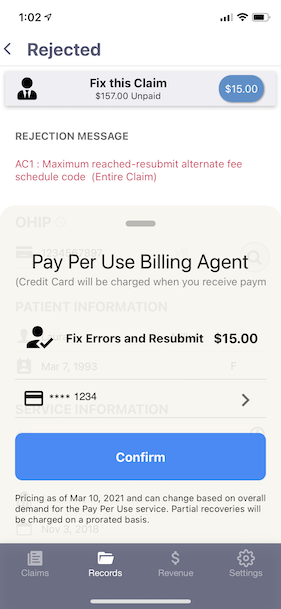 1:02
Rejected
Fix this Claim
$157.00 Unpaid
$15.00
REJECTION MESSAGE
AC1 : Maximum reached-resubmit alternate fee
schedule code (Entire Claim)
OHIP
1234567897
Pay Per Use Billing Agent
(Credit Card will be charged when you receive paym
PATIENT INFORMATION
Fix Errors and Resubmit $15.00
Mar 7, 1993 F
**** 1234
SERVICE INFORMATION
Confirm
Pricing as of Mar 10, 2021 and can change based on overall
demand for the Pay Per Use service. Partial recoveries will
be charged on a prorated basis.
Nov 3, 2018
Claims
Records
Revenue
Settings